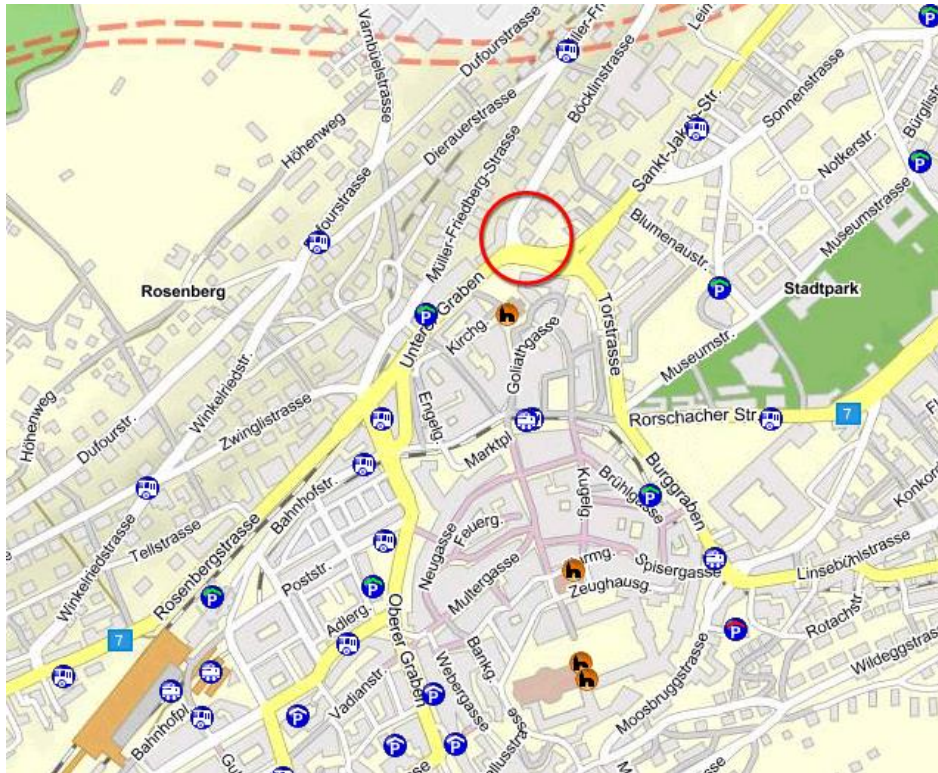 Varnbüelstrasse
Dufourstrasse
Müller-Friedberg-Strasse
Böcklinstrasse
Sonnenstrasse
Höhenweg
Dierauerstrasse
Sankt-Jakob-Str.
Notkerstr.
Dufourstrasse
Museumstrasse
Blumenaustr.
Rosenberg
Stadtpark
Unterer Graben
Kirchg.
Goliathgasse
Torstrasse
Museumstr.
Höhenweg
Winkelriedstr.
Zwinglistrasse
Engelg.
Rorschacher Str.
7
Dufourstr.
Marktpl
Bahnhofstr.
Kugelg.
Brühlgasse
Burggraben
Tellstrasse
Neugasse
Feuerg.
Winkelriedstrasse
Rosenbergstrasse
Poststr.
Multergasse
Spisergasse
Linsebühlstrasse
Zeughausg.
Adlerg.
Oberer Graben
Rotachstr.
7
Bankg.
Webergasse
Vadianstr.
Moosbruggstrasse
Wildeggstrasse
Bahnhofpl